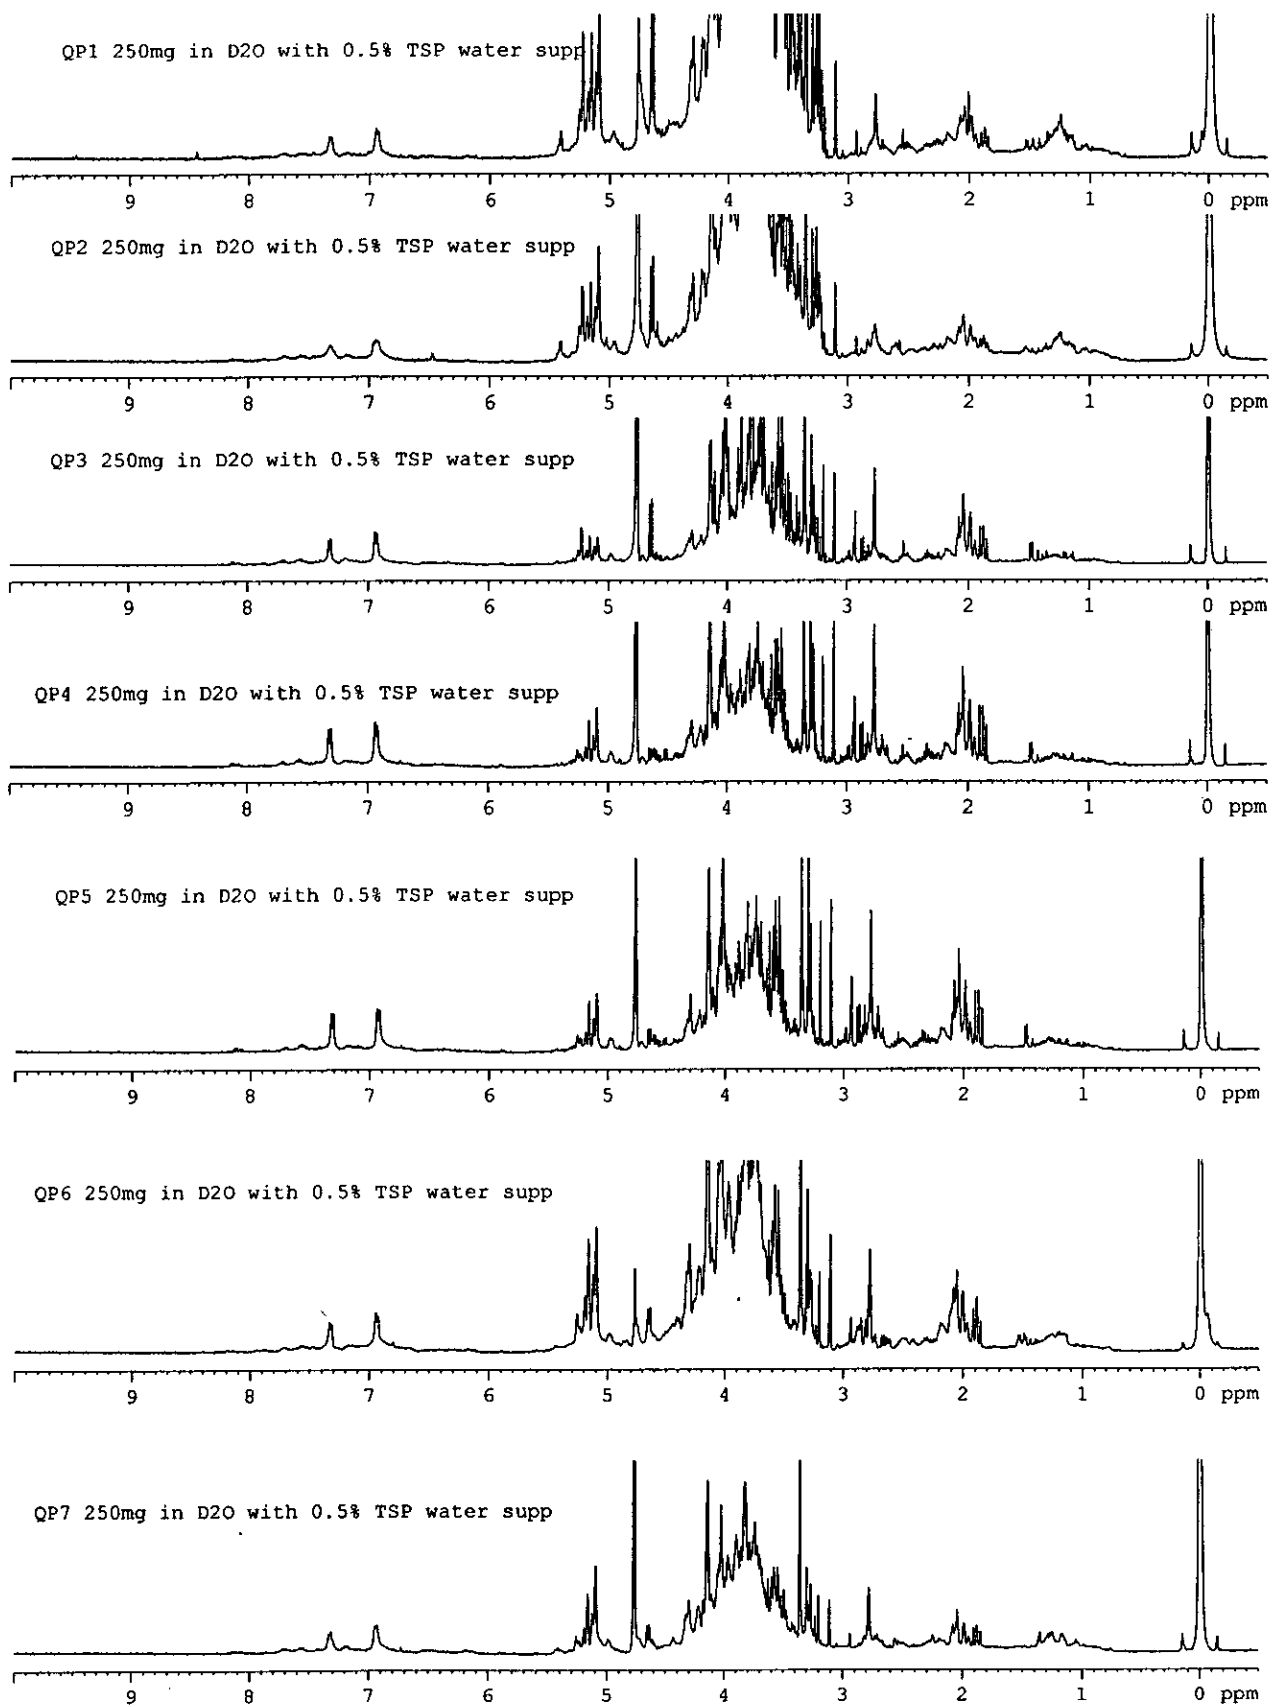 QP1 250mg in D2O with 0.5% TSP water supp
9 8 7 6 5 4 3 2 1 0 ppm
QP2 250mg in D2O with 0.5% TSP water supp
9 8 7 6 5 4 3 2 1 0 ppm
QP3 250mg in D2O with 0.5% TSP water supp
9 8 7 6 5 4 3 2 1 0 ppm
QP4 250mg in D2O with 0.5% TSP water supp
9 8 7 6 5 4 3 2 1 0 ppm
QP5 250mg in D2O with 0.5% TSP water supp
9 8 7 6 5 4 3 2 1 0 ppm
QP6 250mg in D2O with 0.5% TSP water supp
9 8 7 6 5 4 3 2 1 0 ppm
QP7 250mg in D2O with 0.5% TSP water supp
9 8 7 6 5 4 3 2 1 0 ppm